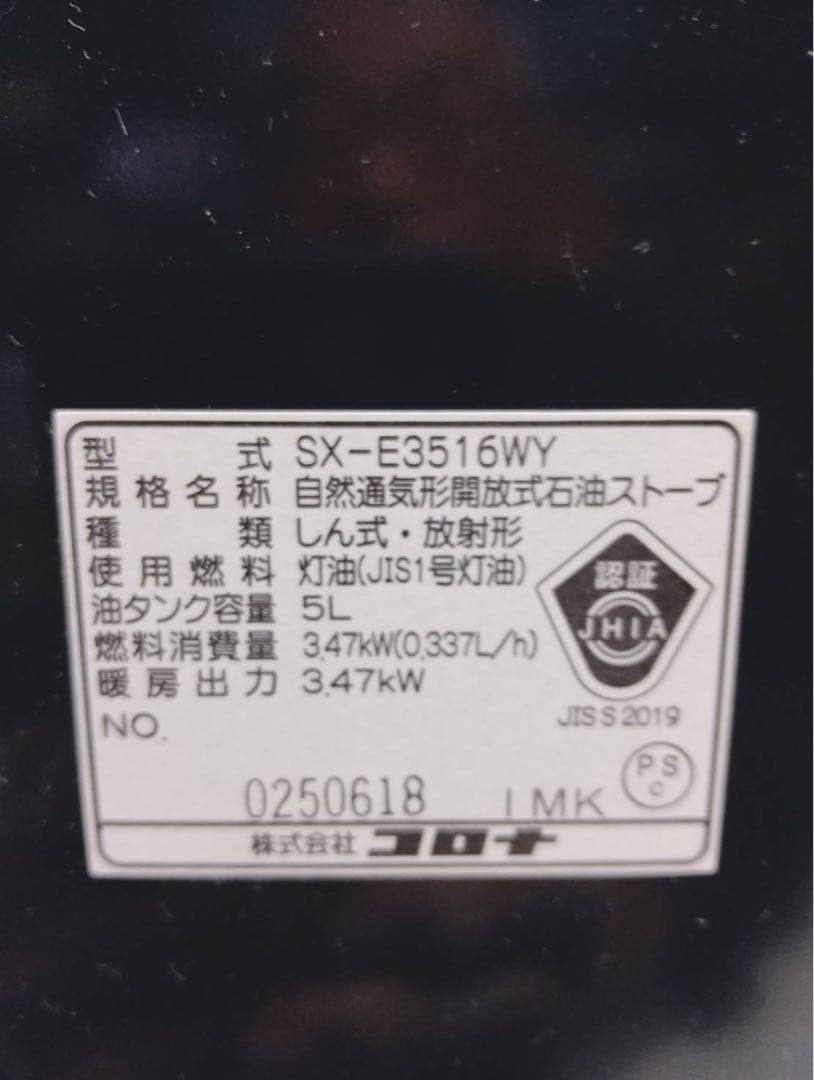 型式 SX-E3516WY
規格名称 自然通気形開放式石油ストーブ
種類 しん式・放射形
使用燃料 灯油(JIS1号灯油)
油タンク容量 5L
燃料消費量 3.47kW(0.337L/h)
暖房出力 3.47kW
認証
JHIA
JIS S 2019
NO.
PS
C
0250618 IMK
株式会社 コロナ